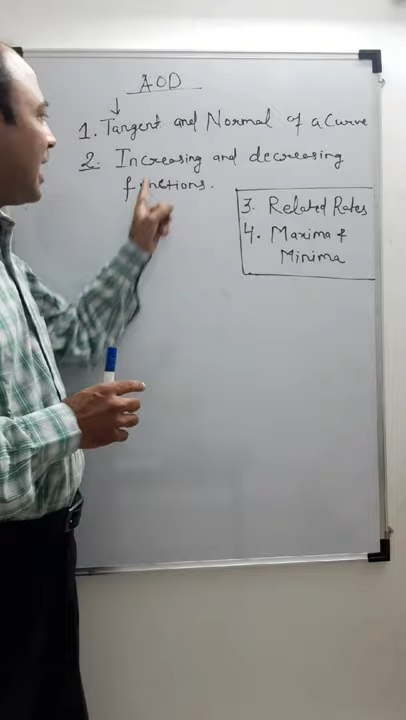 AOD
1. Tangent and Normal of a Curve
2. Increasing and decreasing
functions.
3. Related Rates
4. Maxima &
Minima